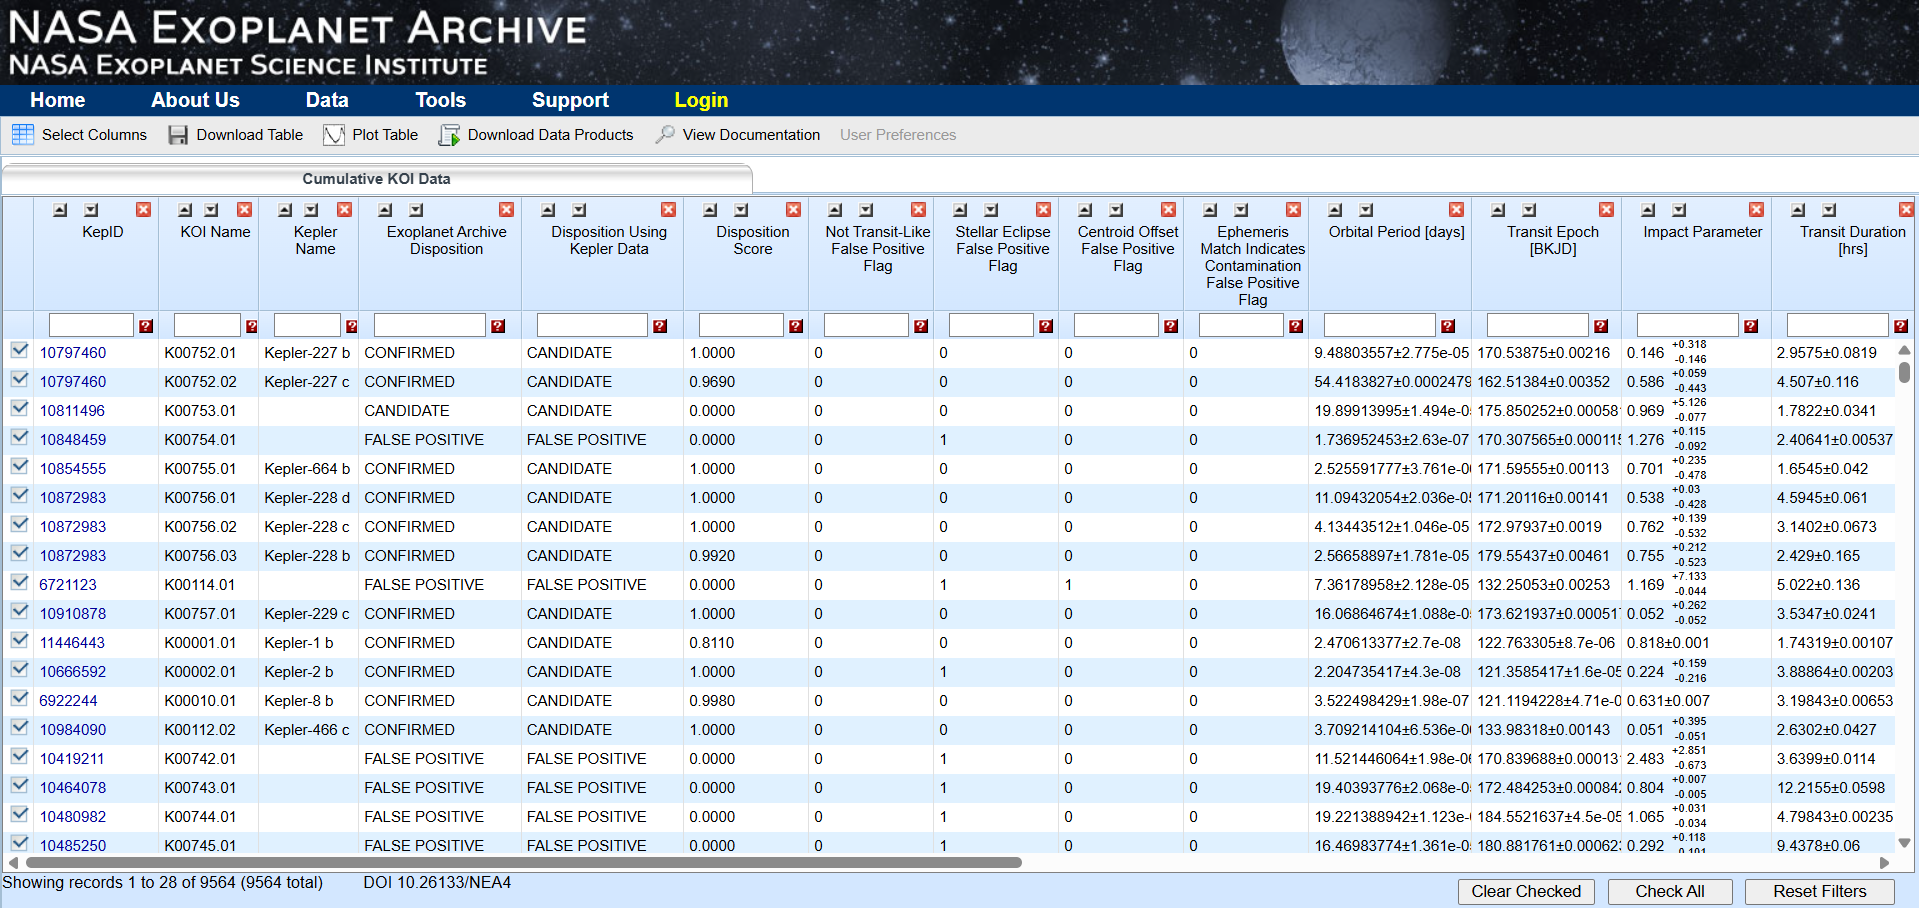 NASA EXOPLANET ARCHIVE
NASA EXOPLANET SCIENCE INSTITUTE
Home About Us Data Tools Support Login
Select Columns Download Table Plot Table Download Data Products View Documentation User Preferences
Cumulative KOI Data
KepID KOI Name Kepler Name Exoplanet Archive Disposition Disposition Using Kepler Data Disposition Score Not Transit-Like False Positive Flag Stellar Eclipse False Positive Flag Centroid Offset False Positive Flag Ephemeris Match Indicates Contamination False Positive Flag Orbital Period [days] Transit Epoch [BKJD] Impact Parameter Transit Duration [hrs]
10797460 K00752.01 Kepler-227 b CONFIRMED CANDIDATE 1.0000 0 0 0 0 9.48803557±2.775e-05 170.53875±0.00216 0.146 +0.318 -0.146 2.9575±0.0819
10797460 K00752.02 Kepler-227 c CONFIRMED CANDIDATE 0.9690 0 0 0 0 54.4183827±0.0002479 162.51384±0.00352 0.586 +0.059 -0.443 4.507±0.116
10811496 K00753.01 CANDIDATE CANDIDATE 0.0000 0 0 0 0 19.89913995±1.494e-05 175.850252±0.000581 0.969 +5.126 -0.077 1.7822±0.0341
10848459 K00754.01 FALSE POSITIVE FALSE POSITIVE 0.0000 0 1 0 0 1.736952453±2.63e-07 170.307565±0.000115 1.276 +0.115 -0.092 2.40641±0.00537
10854555 K00755.01 Kepler-664 b CONFIRMED CANDIDATE 1.0000 0 0 0 0 2.525591777±3.761e-0 171.59555±0.00113 0.701 +0.235 -0.478 1.6545±0.042
10872983 K00756.01 Kepler-228 d CONFIRMED CANDIDATE 1.0000 0 0 0 0 11.09432054±2.036e-05 171.20116±0.00141 0.538 +0.03 -0.428 4.5945±0.061
10872983 K00756.02 Kepler-228 c CONFIRMED CANDIDATE 1.0000 0 0 0 0 4.13443512±1.046e-05 172.97937±0.0019 0.762 +0.139 -0.532 3.1402±0.0673
10872983 K00756.03 Kepler-228 b CONFIRMED CANDIDATE 0.9920 0 0 0 0 2.56658897±1.781e-05 179.55437±0.00461 0.755 +0.212 -0.523 2.429±0.165
6721123 K00114.01 FALSE POSITIVE FALSE POSITIVE 0.0000 0 1 1 0 7.36178958±2.128e-05 132.25053±0.00253 1.169 +7.133 -0.044 5.022±0.136
10910878 K00757.01 Kepler-229 c CONFIRMED CANDIDATE 1.0000 0 0 0 0 16.06864674±1.088e-05 173.621937±0.000517 0.052 +0.262 -0.052 3.5347±0.0241
11446443 K00001.01 Kepler-1 b CONFIRMED CANDIDATE 0.8110 0 0 0 0 2.470613377±2.7e-08 122.763305±8.7e-06 0.818±0.001 1.74319±0.00107
10666592 K00002.01 Kepler-2 b CONFIRMED CANDIDATE 1.0000 0 1 0 0 2.204735417±4.3e-08 121.3585417±1.6e-05 0.224 +0.159 -0.216 3.88864±0.00203
6922244 K00010.01 Kepler-8 b CONFIRMED CANDIDATE 0.9980 0 0 0 0 3.522498429±1.98e-07 121.1194228±4.71e-0 0.631±0.007 3.19843±0.00653
10984090 K00112.02 Kepler-466 c CONFIRMED CANDIDATE 1.0000 0 0 0 0 3.709214104±6.536e-0 133.98318±0.00143 0.051 +0.395 -0.051 2.6302±0.0427
10419211 K00742.01 FALSE POSITIVE FALSE POSITIVE 0.0000 0 1 0 0 11.521446064±1.98e-0 170.839688±0.000131 2.483 +2.851 -0.673 3.6399±0.0114
10464078 K00743.01 FALSE POSITIVE FALSE POSITIVE 0.0000 0 1 0 0 19.40393776±2.068e-05 172.484253±0.000842 0.804 +0.007 -0.005 12.2155±0.0598
10480982 K00744.01 FALSE POSITIVE FALSE POSITIVE 0.0000 0 1 0 0 19.221388942±1.123e- 184.5521637±4.5e-05 1.065 +0.031 -0.034 4.79843±0.00235
10485250 K00745.01 FALSE POSITIVE FALSE POSITIVE 0.0000 0 1 0 0 16.46983774±1.361e-05 180.881761±0.000623 0.292 +0.118 9.4378±0.06
Showing records 1 to 28 of 9564 (9564 total) DOI 10.26133/NEA4
Clear Checked Check All Reset Filters